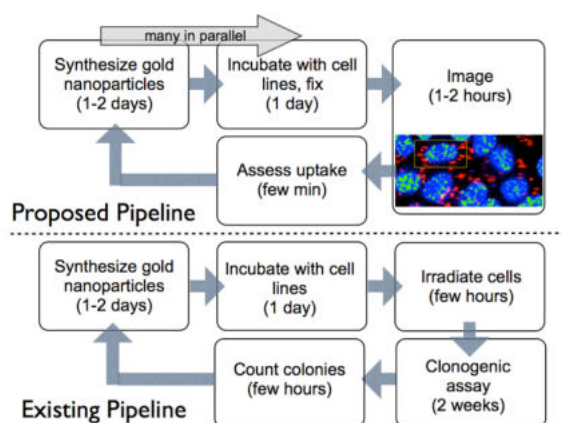 many in parallel
Synthesize gold
nanoparticles
(1-2 days)
Incubate with cell
lines, fix
(1 day)
Image
(1-2 hours)
Assess uptake
(few min)
Proposed Pipeline
Synthesize gold
nanoparticles
(1-2 days)
Incubate with cell
lines
(1 day)
Irradiate cells
(few hours)
Clonogenic
assay
(2 weeks)
Count colonies
(few hours)
Existing Pipeline